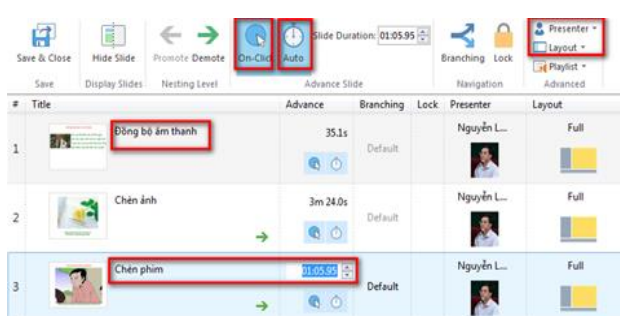 Presenter
Slide Duration: 01:05.95
Layout
Save & Close Hide Slide Promote Demote On-Click Auto Branching Lock
Playlist
Save Display Slides Nesting Level Advance Slide Navigation Advanced
# Title Advance Branching Lock Presenter Layout
Đồng bộ âm thanh 35.1s Nguyễn L... Full
1 Default
Chèn ảnh 3m 24.0s Nguyễn L... Full
2 Default
Chèn phim 01:05.95 Nguyễn L... Full
3 Default